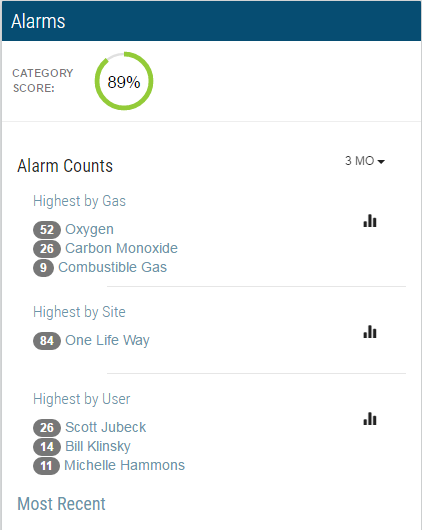 Alarms
CATEGORY
SCORE:
89%
Alarm Counts
3 MO
Highest by Gas
52 Oxygen
26 Carbon Monoxide
9 Combustible Gas
Highest by Site
84 One Life Way
Highest by User
26 Scott Jubeck
14 Bill Klinsky
11 Michelle Hammons
Most Recent